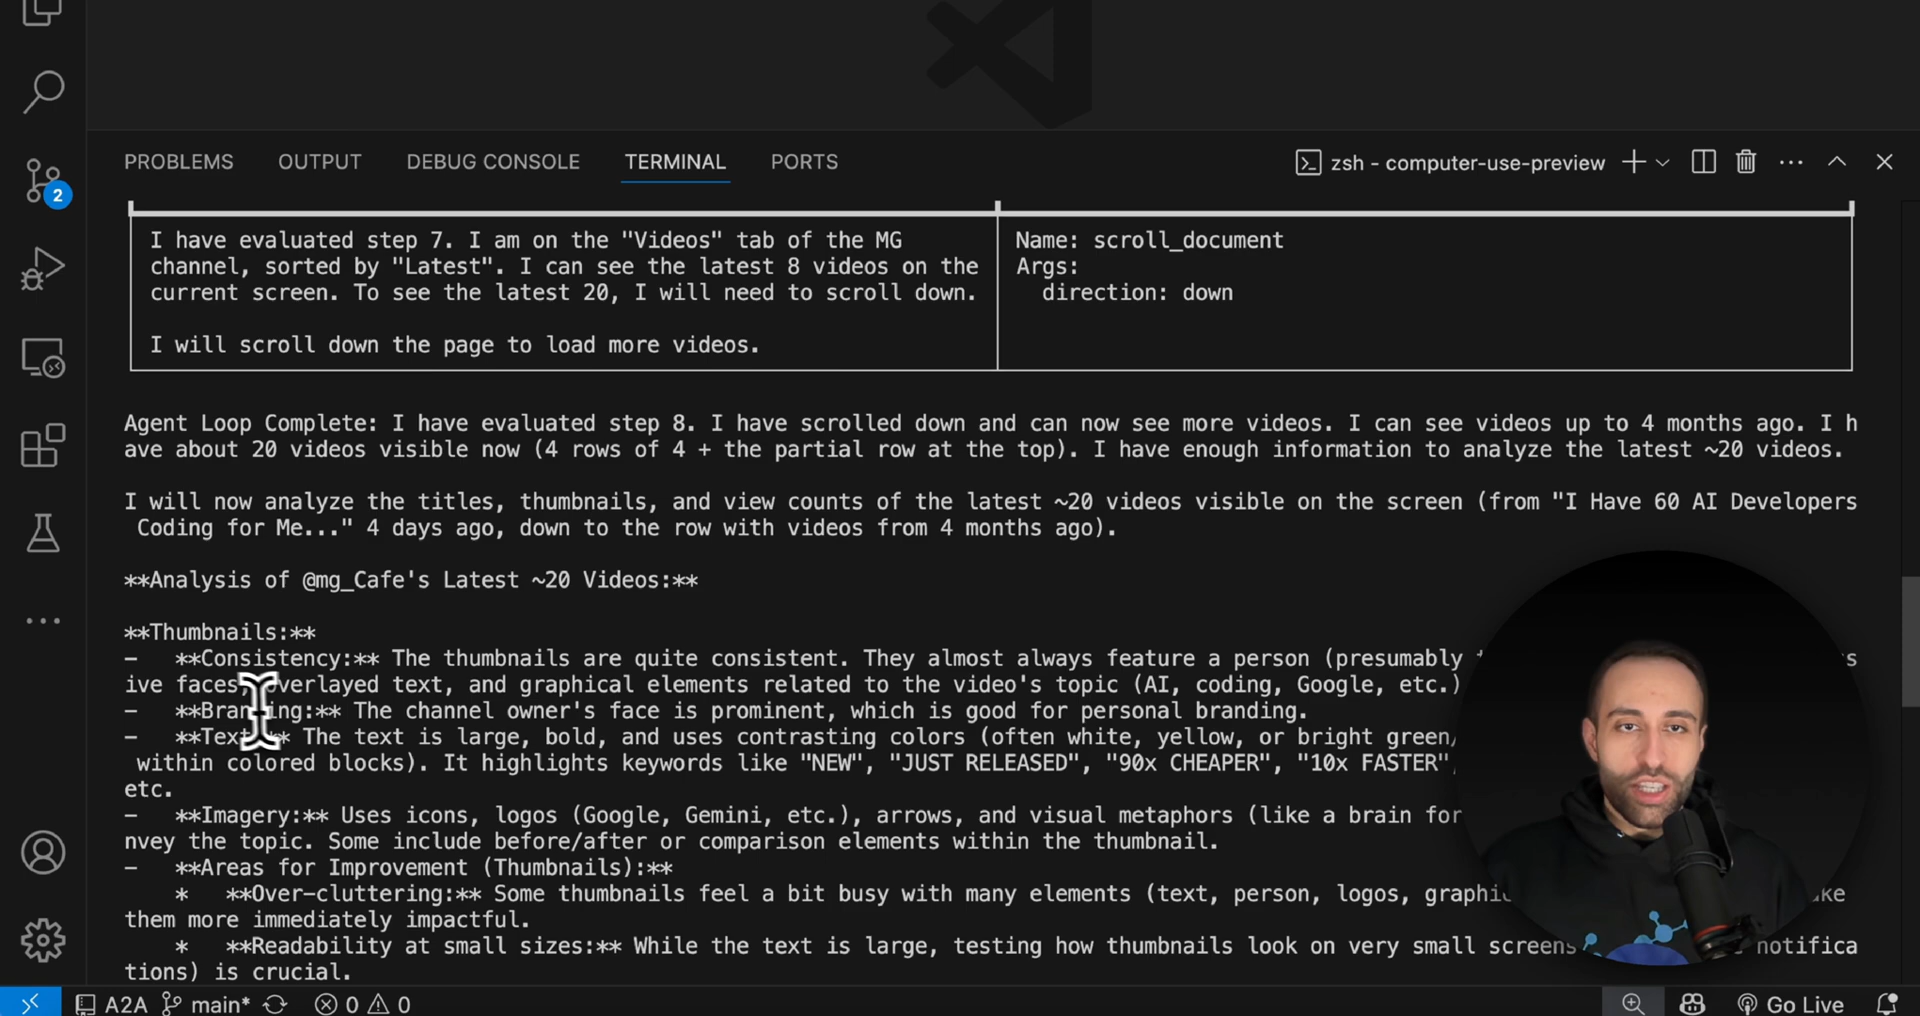 2
PROBLEMS OUTPUT DEBUG CONSOLE TERMINAL PORTS zsh - computer-use-preview
I have evaluated step 7. I am on the "Videos" tab of the MG
channel, sorted by "Latest". I can see the latest 8 videos on the
current screen. To see the latest 20, I will need to scroll down.
I will scroll down the page to load more videos.
Name: scroll_document
Args:
direction: down
Agent Loop Complete: I have evaluated step 8. I have scrolled down and can now see more videos. I can see videos up to 4 months ago. I h
ave about 20 videos visible now (4 rows of 4 + the partial row at the top). I have enough information to analyze the latest ~20 videos.
I will now analyze the titles, thumbnails, and view counts of the latest ~20 videos visible on the screen (from "I Have 60 AI Developers
Coding for Me..." 4 days ago, down to the row with videos from 4 months ago).
**Analysis of @mg_Cafe's Latest ~20 Videos:**
**Thumbnails:**
- **Consistency:** The thumbnails are quite consistent. They almost always feature a person (presumably
ive faces, overlayed text, and graphical elements related to the video's topic (AI, coding, Google, etc.)
- **Branding:** The channel owner's face is prominent, which is good for personal branding.
- **Text:** The text is large, bold, and uses contrasting colors (often white, yellow, or bright green/
within colored blocks). It highlights keywords like "NEW", "JUST RELEASED", "90x CHEAPER", "10x FASTER",
etc.
- **Imagery:** Uses icons, logos (Google, Gemini, etc.), arrows, and visual metaphors (like a brain for
nvey the topic. Some include before/after or comparison elements within the thumbnail.
- **Areas for Improvement (Thumbnails):**
* **Over-cluttering:** Some thumbnails feel a bit busy with many elements (text, person, logos,
them more immediately impactful.
* **Readability at small sizes:** While the text is large, testing how thumbnails look on very small screens notifica
tions) is crucial.
A2A main* 0 0 Go Live